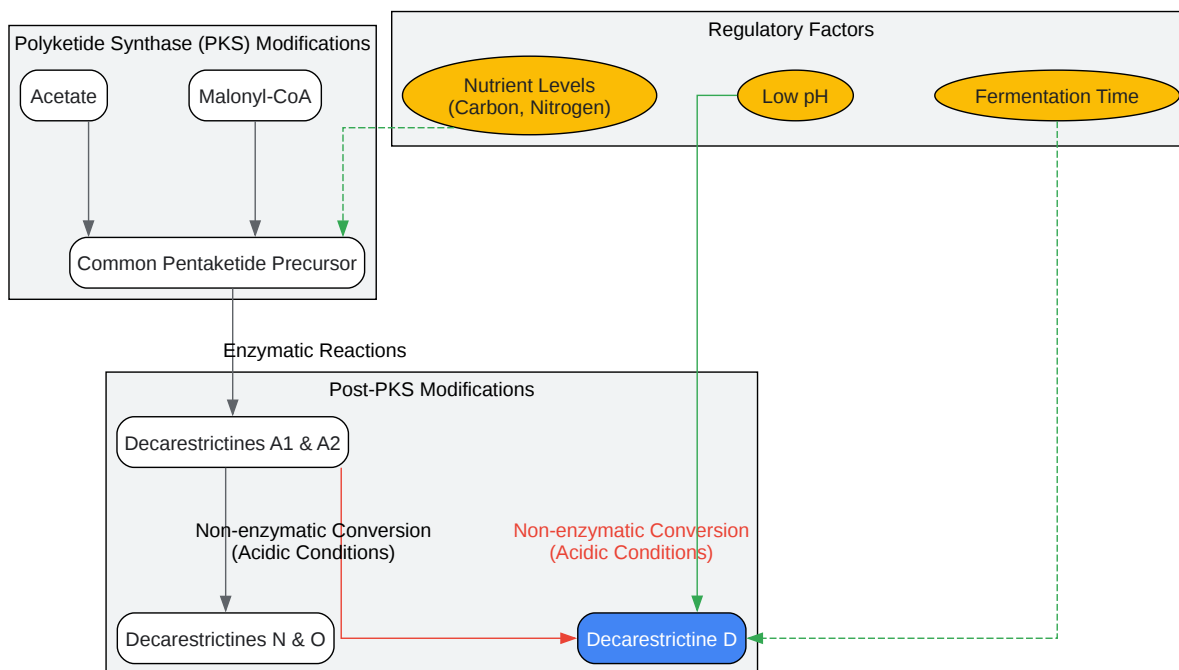 Polyketide Synthase (PKS) Modifications
Acetate
Malonyl-CoA
Common Pentaketide Precursor
Regulatory Factors
Nutrient Levels
(Carbon, Nitrogen)
Low pH
Fermentation Time
Enzymatic Reactions
Post-PKS Modifications
Decarestrictines A1 & A2
Non-enzymatic Conversion
(Acidic Conditions)
Non-enzymatic Conversion
(Acidic Conditions)
Decarestrictines N & O
Decarestrictine D